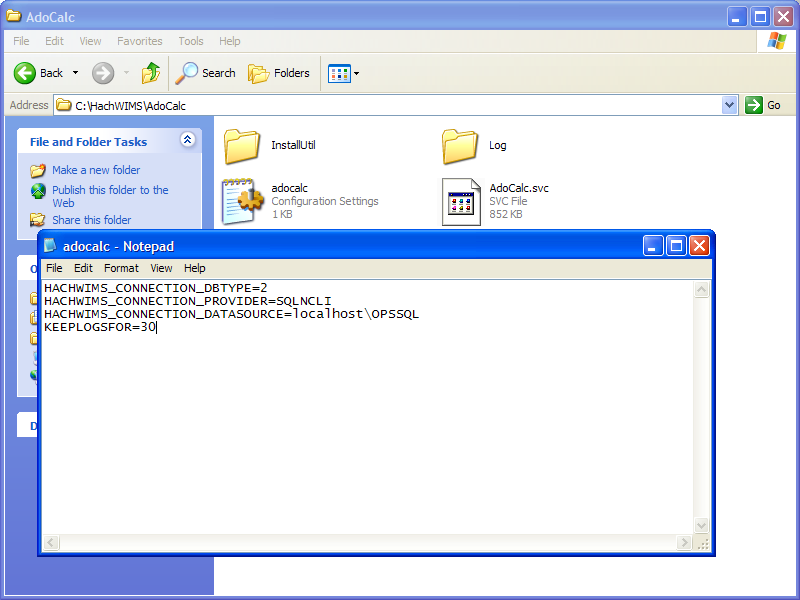 AdoCalc
File Edit View Favorites Tools Help
Back Search Folders
Address C:\HachWIMS\AdoCalc Go
File and Folder Tasks
Make a new folder
Publish this folder to the
Web
Share this folder
InstallUtil
Log
adocalc
Configuration Settings
1 KB
AdoCalc.svc
SVC File
852 KB
O
D
adocalc - Notepad
File Edit Format View Help
HACHWIMS_CONNECTION_DBTYPE=2
HACHWIMS_CONNECTION_PROVIDER=SQLNCLI
HACHWIMS_CONNECTION_DATASOURCE=localhost\OPSSQL
KEEPLOGSFOR=30